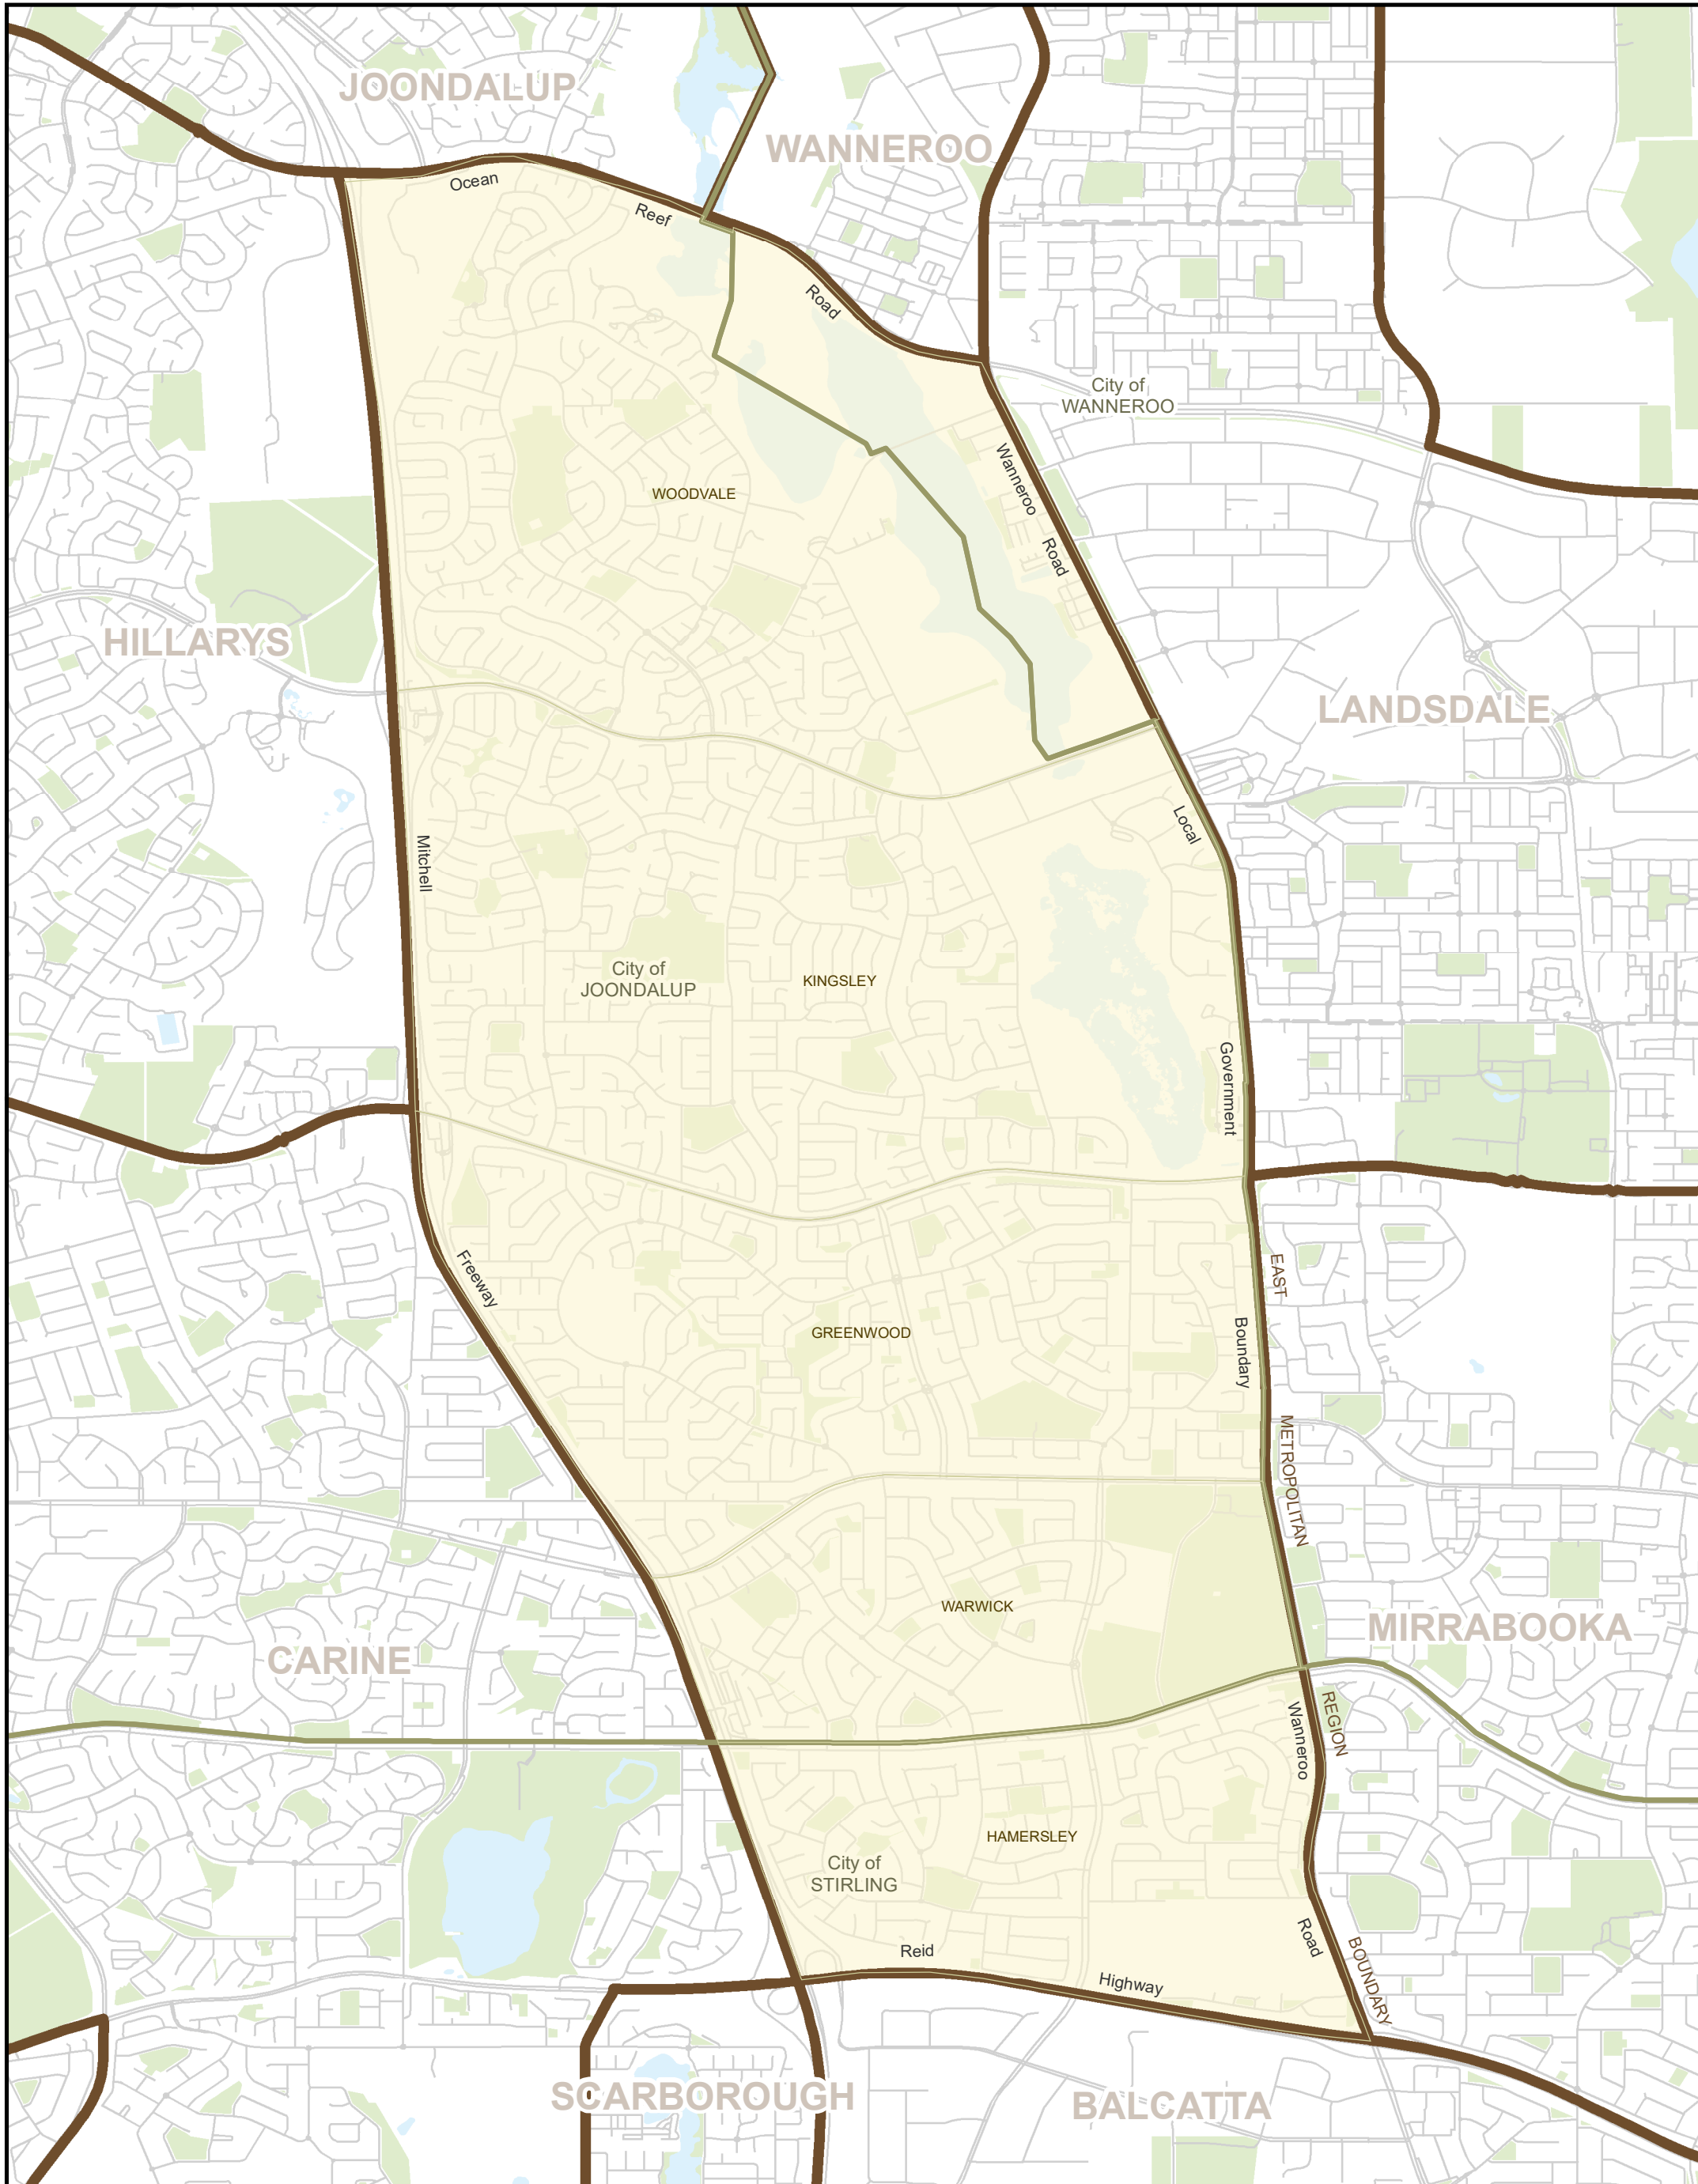 JOONDALUP
WANNEROO
Ocean
Reef
Road
City of
WANNEROO
Wanneroo
Road
WOODVALE
HILLARYS
LANDSDALE
Local
Mitchell
City of
JOONDALUP
KINGSLEY
Government
EAST
Freeway
Boundary
GREENWOOD
METROPOLITAN
WARWICK
MIRRABOOKA
CARINE
REGION
Wanneroo
HAMERSLEY
City of
STIRLING
Road
BOUNDARY
Reid
Highway
SCARBOROUGH
BALCATTA